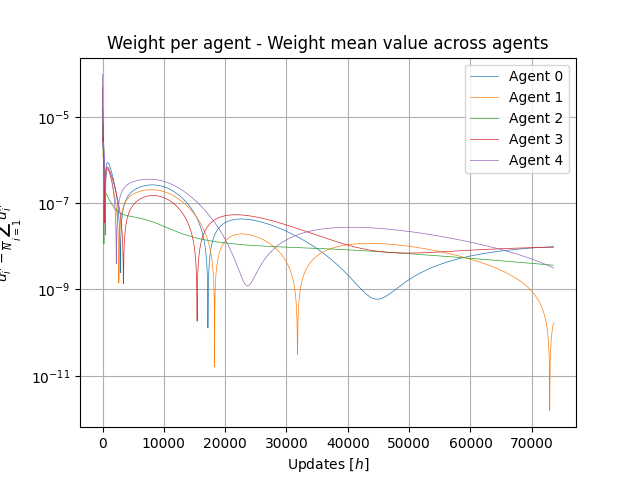 Weight per agent - Weight mean value across agents
Agent 0
Agent 1
Agent 2
Agent 3
Agent 4
10⁻⁵
10⁻⁷
10⁻⁹
10⁻¹¹
0 10000 20000 30000 40000 50000 60000 70000
Updates [h]